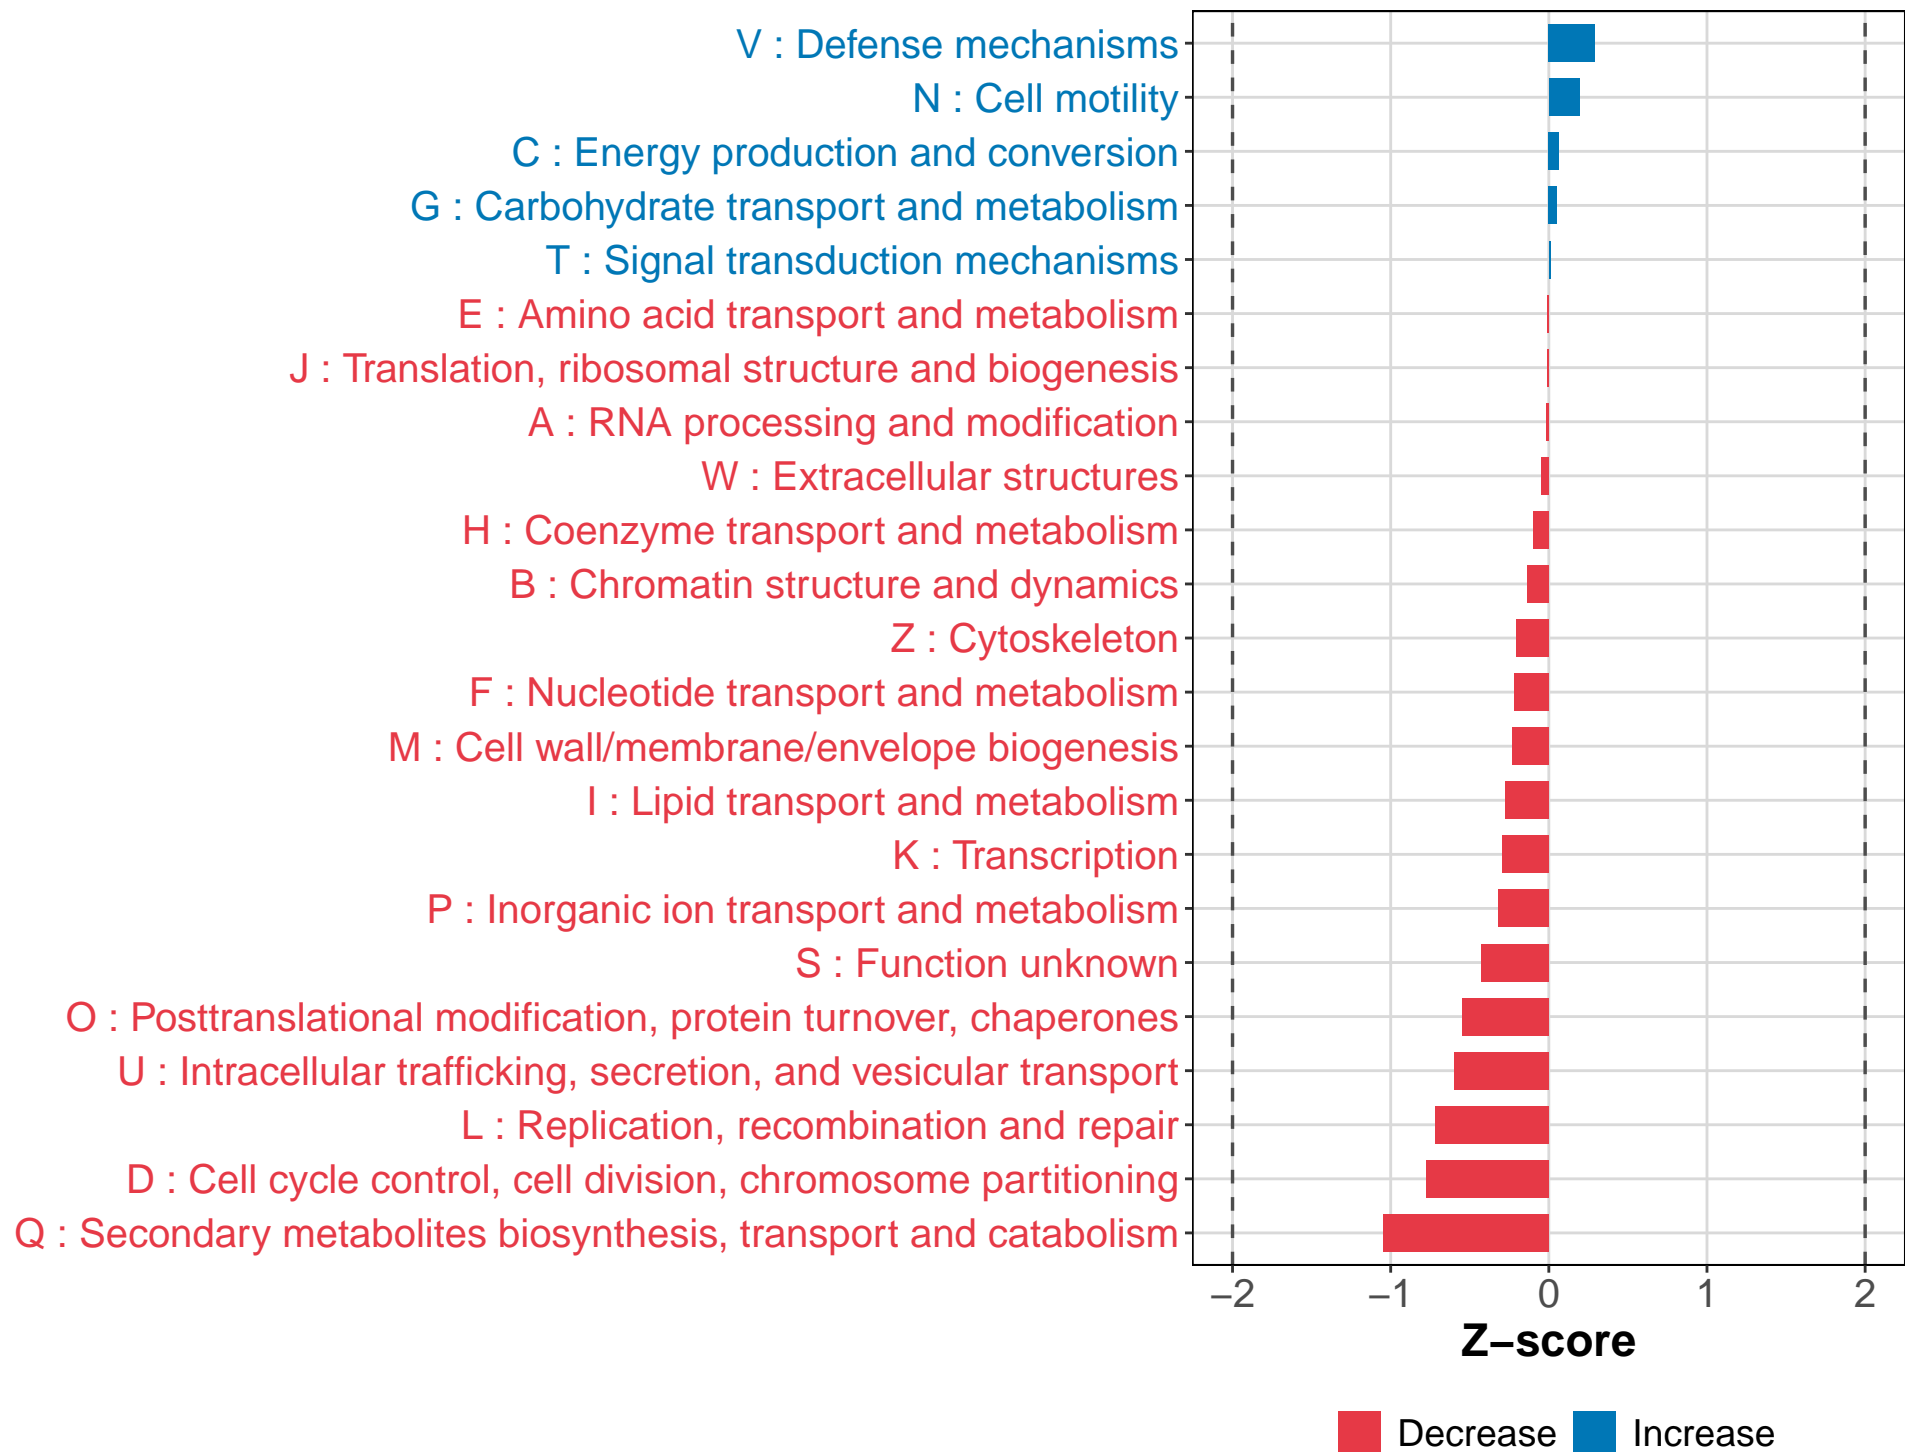 V : Defense mechanisms
N : Cell motility
C : Energy production and conversion
G : Carbohydrate transport and metabolism
T : Signal transduction mechanisms
E : Amino acid transport and metabolism
J : Translation, ribosomal structure and biogenesis
A : RNA processing and modification
W : Extracellular structures
H : Coenzyme transport and metabolism
B : Chromatin structure and dynamics
Z : Cytoskeleton
F : Nucleotide transport and metabolism
M : Cell wall/membrane/envelope biogenesis
I : Lipid transport and metabolism
K : Transcription
P : Inorganic ion transport and metabolism
S : Function unknown
O : Posttranslational modification, protein turnover, chaperones
U : Intracellular trafficking, secretion, and vesicular transport
L : Replication, recombination and repair
D : Cell cycle control, cell division, chromosome partitioning
Q : Secondary metabolites biosynthesis, transport and catabolism
−2 −1 0 1 2
Z−score
Decrease Increase